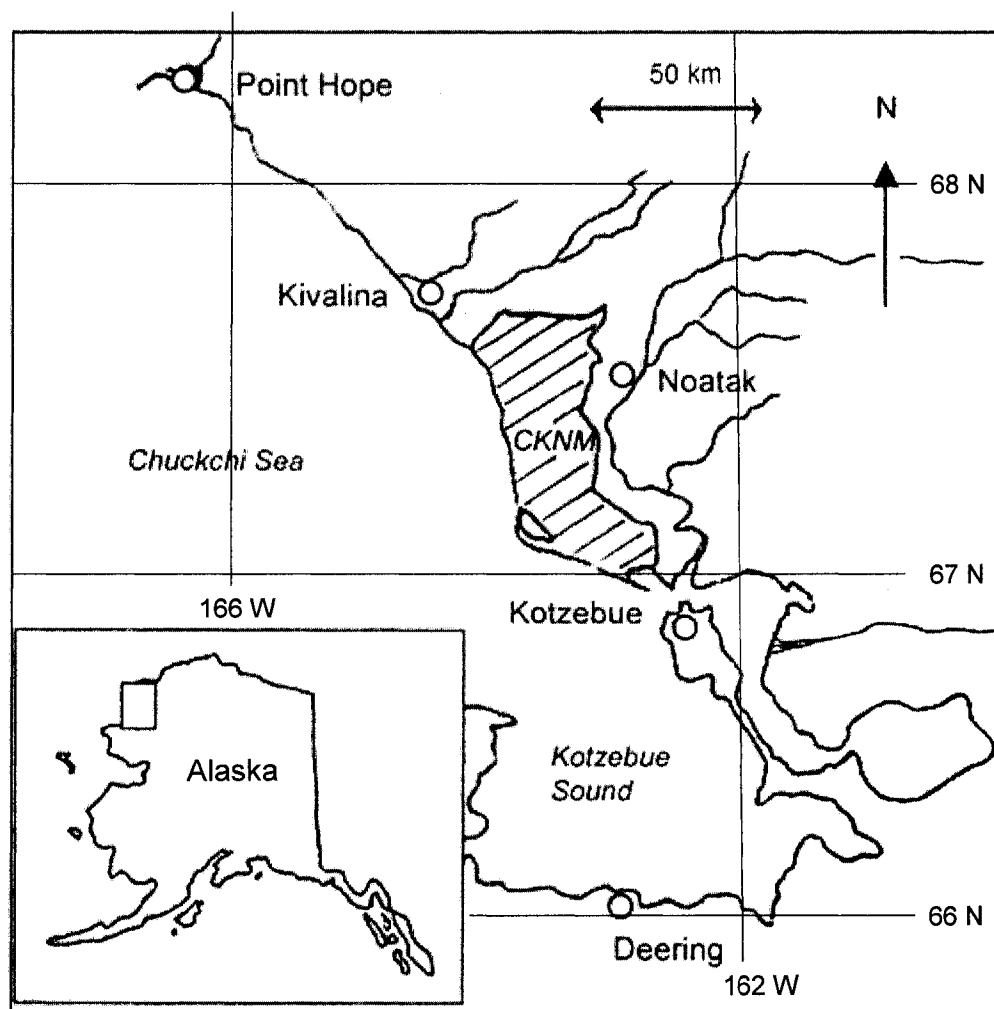 Point Hope
50 km
N
68 N
Kivalina
Noatak
CKNM
Chuckchi Sea
67 N
166 W
Kotzebue
Alaska
Kotzebue
Sound
66 N
Deering
162 W